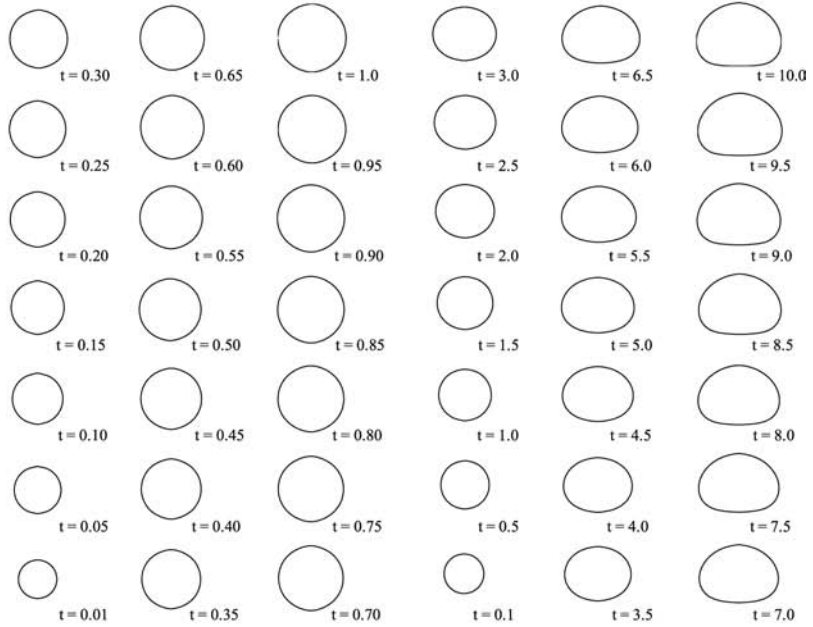 t = 0.30
t = 0.65
t = 1.0
t = 3.0
t = 6.5
t = 10.0
t = 0.25
t = 0.60
t = 0.95
t = 2.5
t = 6.0
t = 9.5
t = 0.20
t = 0.55
t = 0.90
t = 2.0
t = 5.5
t = 9.0
t = 0.15
t = 0.50
t = 0.85
t = 1.5
t = 5.0
t = 8.5
t = 0.10
t = 0.45
t = 0.80
t = 1.0
t = 4.5
t = 8.0
t = 0.05
t = 0.40
t = 0.75
t = 0.5
t = 4.0
t = 7.5
t = 0.01
t = 0.35
t = 0.70
t = 0.1
t = 3.5
t = 7.0